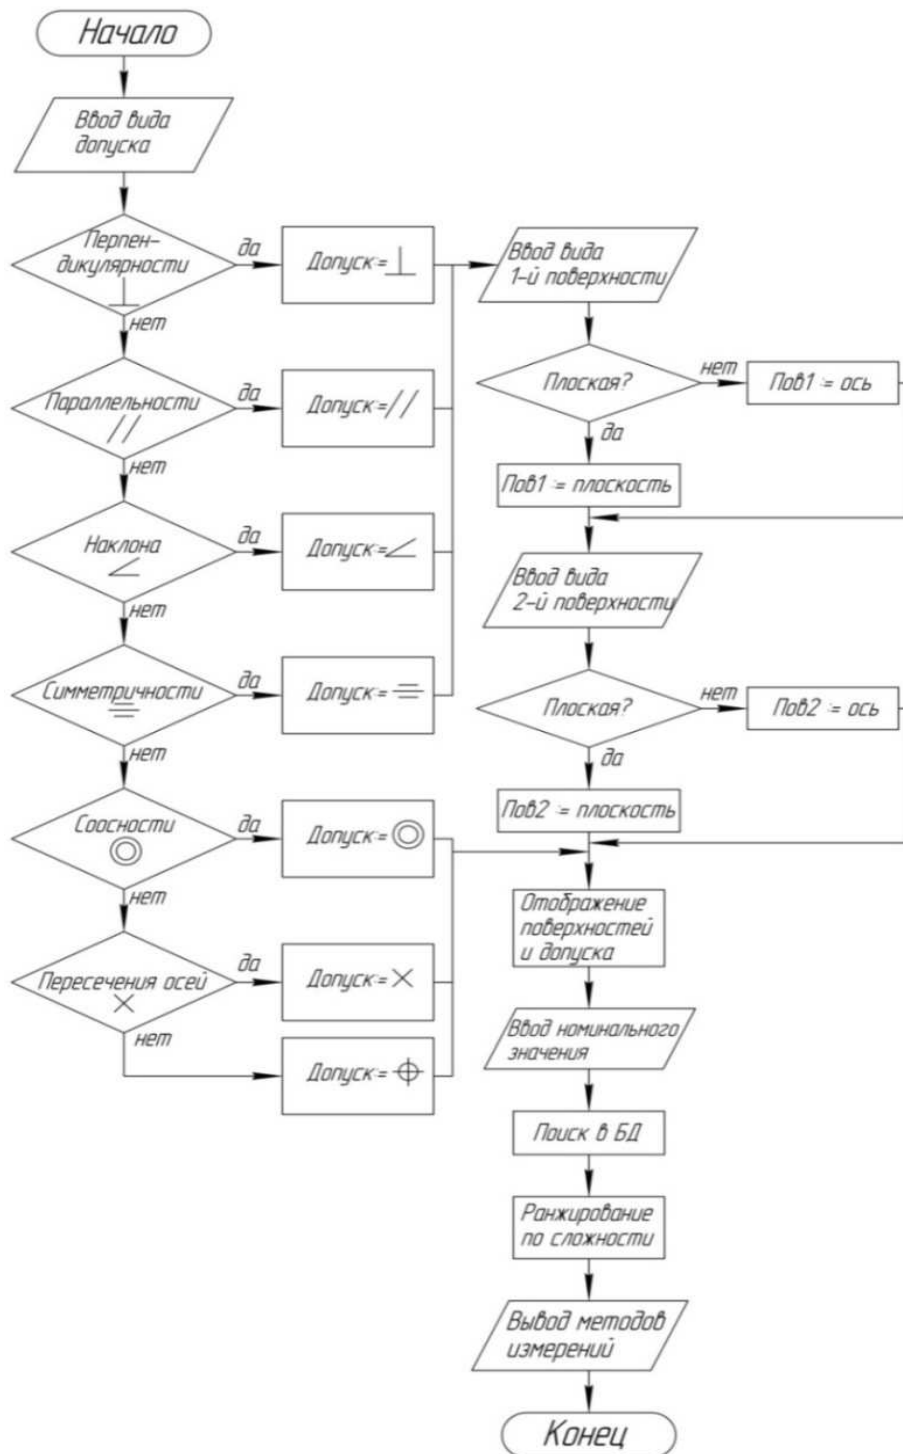 Начало
Ввод вида
допуска
Перпен-
дикулярности
⊥
да
Допуск:=⊥
нет
Параллельности
//
да
Допуск:=//
нет
Наклона
∠
да
Допуск:=∠
нет
Симметричности
⌯
да
Допуск:=⌯
нет
Соосности
◎
да
Допуск:=◎
нет
Пересечения осей
×
да
Допуск:=×
нет
Допуск:=⌖
Ввод вида
1-й поверхности
Плоская?
нет
Пов1 := ось
да
Пов1 := плоскость
Ввод вида
2-й поверхности
Плоская?
нет
Пов2 := ось
да
Пов2 := плоскость
Отображение
поверхностей
и допуска
Ввод номинального
значения
Поиск в БД
Ранжирование
по сложности
Вывод методов
измерений
Конец